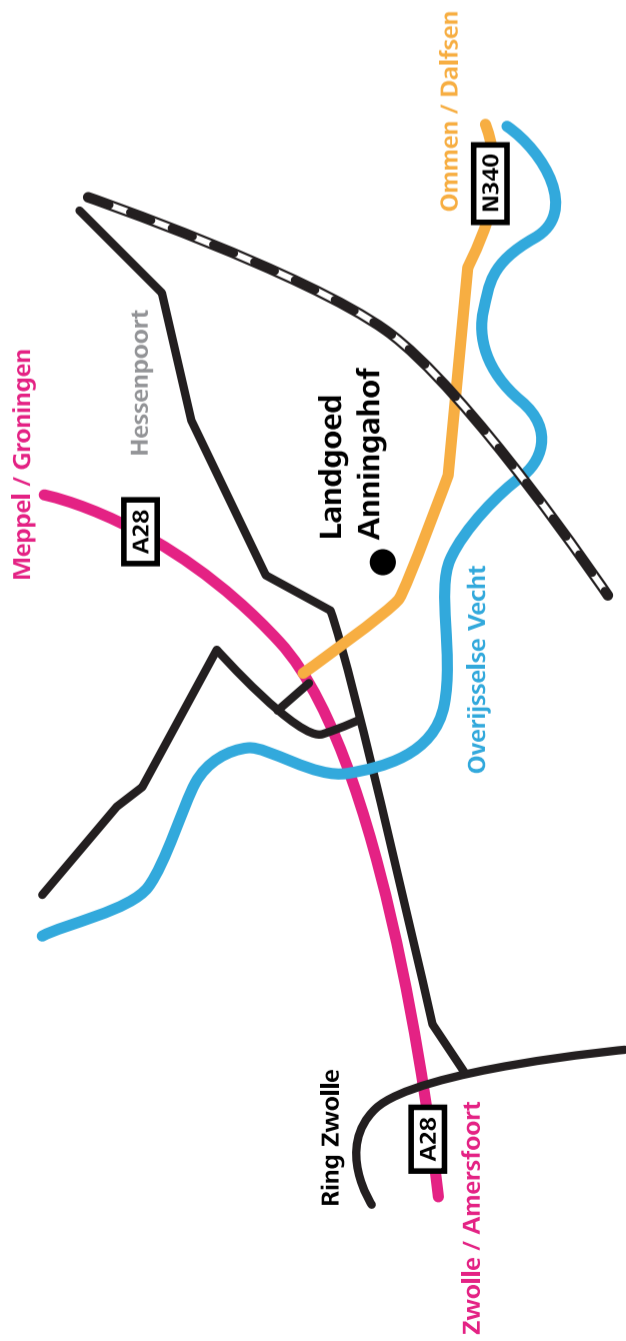 Meppel / Groningen
A28
Hessenpoort
Ommen / Dalfsen
N340
Landgoed
Anningahof
Overijsselse Vecht
Ring Zwolle
A28
Zwolle / Amersfoort